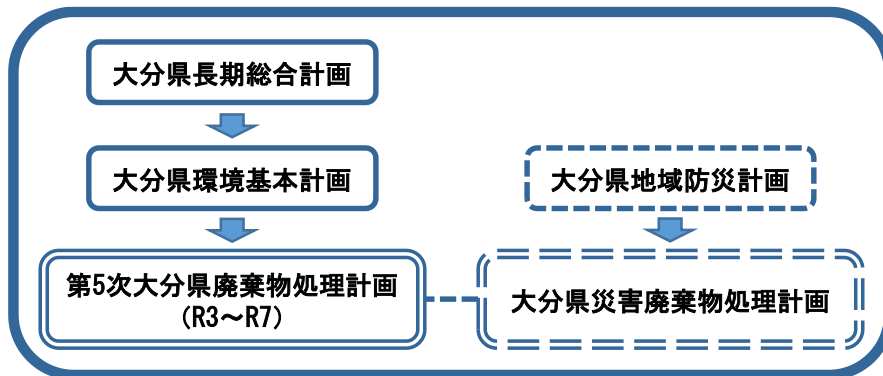 大分県長期総合計画
大分県環境基本計画
大分県地域防災計画
第5次大分県廃棄物処理計画
(R3～R7)
大分県災害廃棄物処理計画